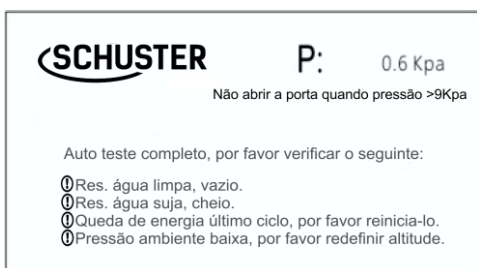 SCHUSTER P: 0.6 Kpa
Não abrir a porta quando pressão >9Kpa
Auto teste completo, por favor verificar o seguinte:
Res. água limpa, vazio.
Res. água suja, cheio.
Queda de energia último ciclo, por favor reinicia-lo.
Pressão ambiente baixa, por favor redefinir altitude.